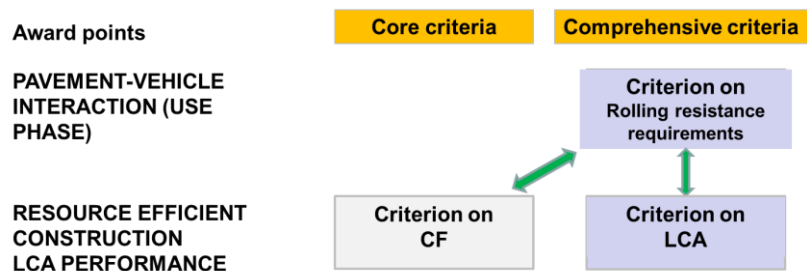 Award points
Core criteria
Comprehensive criteria
PAVEMENT-VEHICLE
INTERACTION (USE
PHASE)
Criterion on
Rolling resistance
requirements
RESOURCE EFFICIENT
CONSTRUCTION
LCA PERFORMANCE
Criterion on
CF
Criterion on
LCA